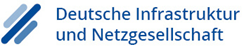 Deutsche Infrastruktur
und Netzgesellschaft